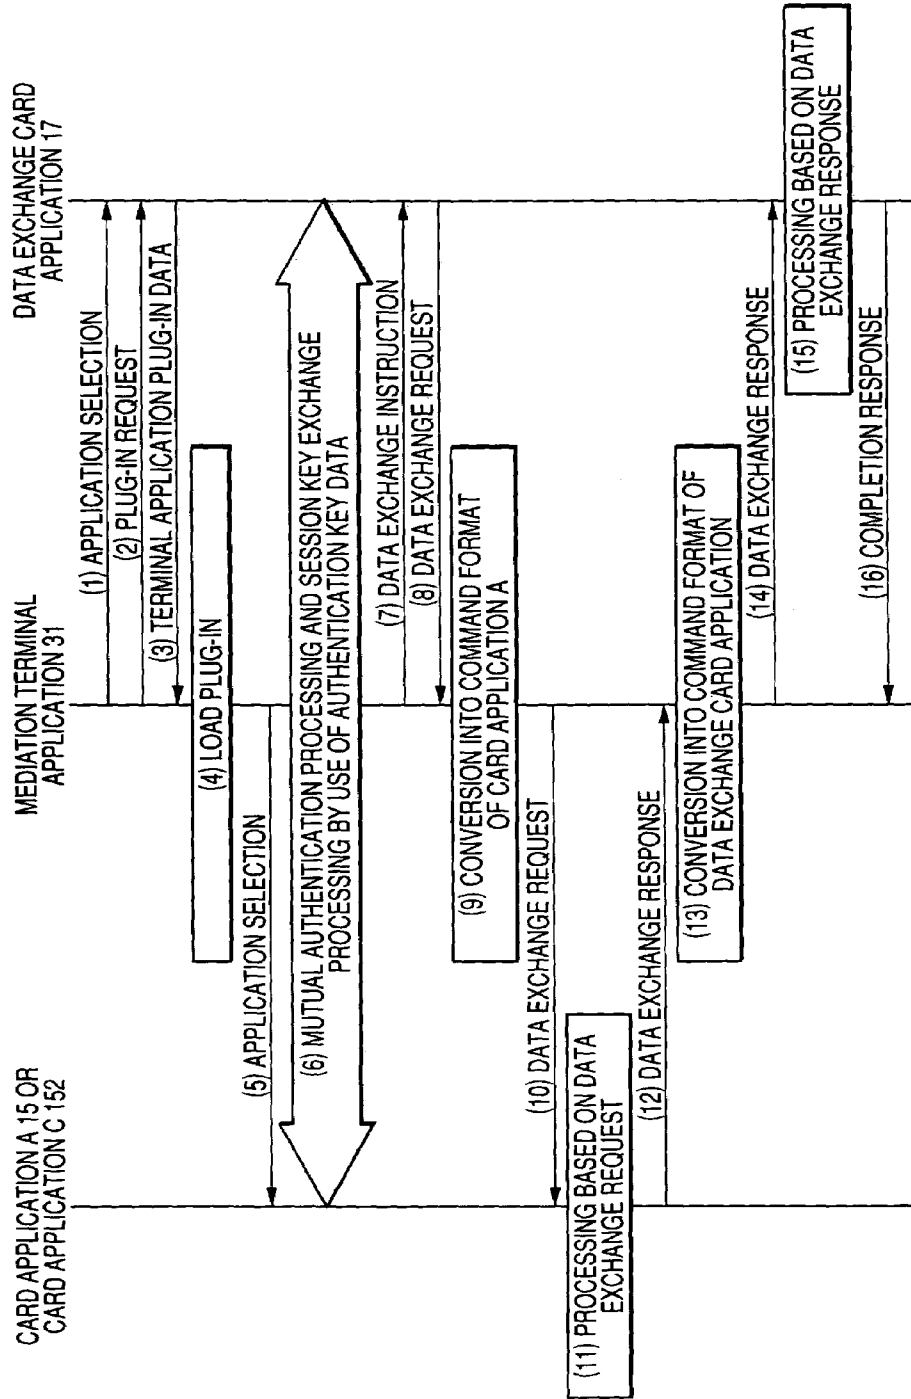 CARD APPLICATION A 15 OR
CARD APPLICATION C 152
MEDIATION TERMINAL
APPLICATION 31
DATA EXCHANGE CARD
APPLICATION 17
(1) APPLICATION SELECTION
(2) PLUG-IN REQUEST
(3) TERMINAL APPLICATION PLUG-IN DATA
(4) LOAD PLUG-IN
(5) APPLICATION SELECTION
(6) MUTUAL AUTHENTICATION PROCESSING AND SESSION KEY EXCHANGE
PROCESSING BY USE OF AUTHENTICATION KEY DATA
(7) DATA EXCHANGE INSTRUCTION
(8) DATA EXCHANGE REQUEST
(9) CONVERSION INTO COMMAND FORMAT
OF CARD APPLICATION A
(10) DATA EXCHANGE REQUEST
(11) PROCESSING BASED ON DATA
EXCHANGE REQUEST
(12) DATA EXCHANGE RESPONSE
(13) CONVERSION INTO COMMAND FORMAT OF
DATA EXCHANGE CARD APPLICATION
(14) DATA EXCHANGE RESPONSE
(15) PROCESSING BASED ON DATA
EXCHANGE RESPONSE
(16) COMPLETION RESPONSE